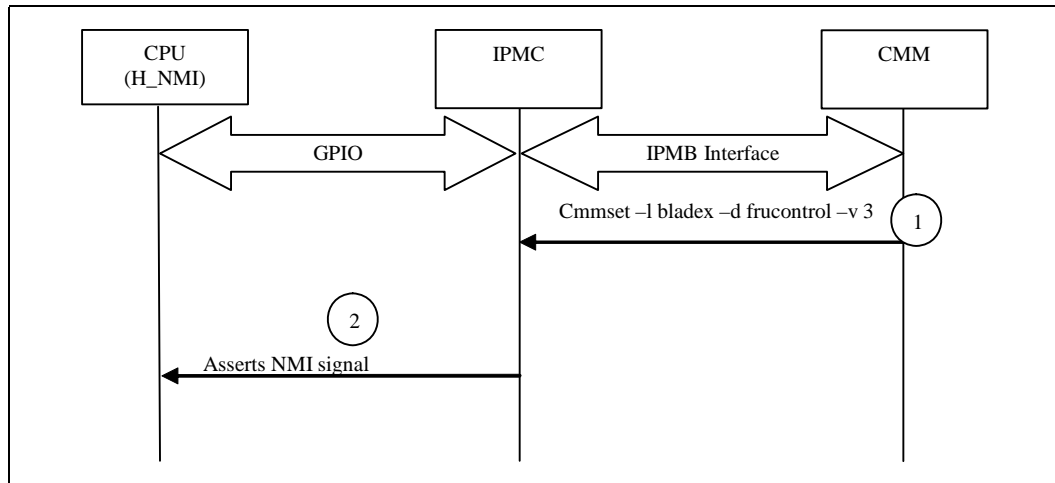 CPU
(H_NMI)
IPMC
CMM
GPIO
IPMB Interface
Cmmset –l bladex –d frucontrol –v 3
1
2
Asserts NMI signal